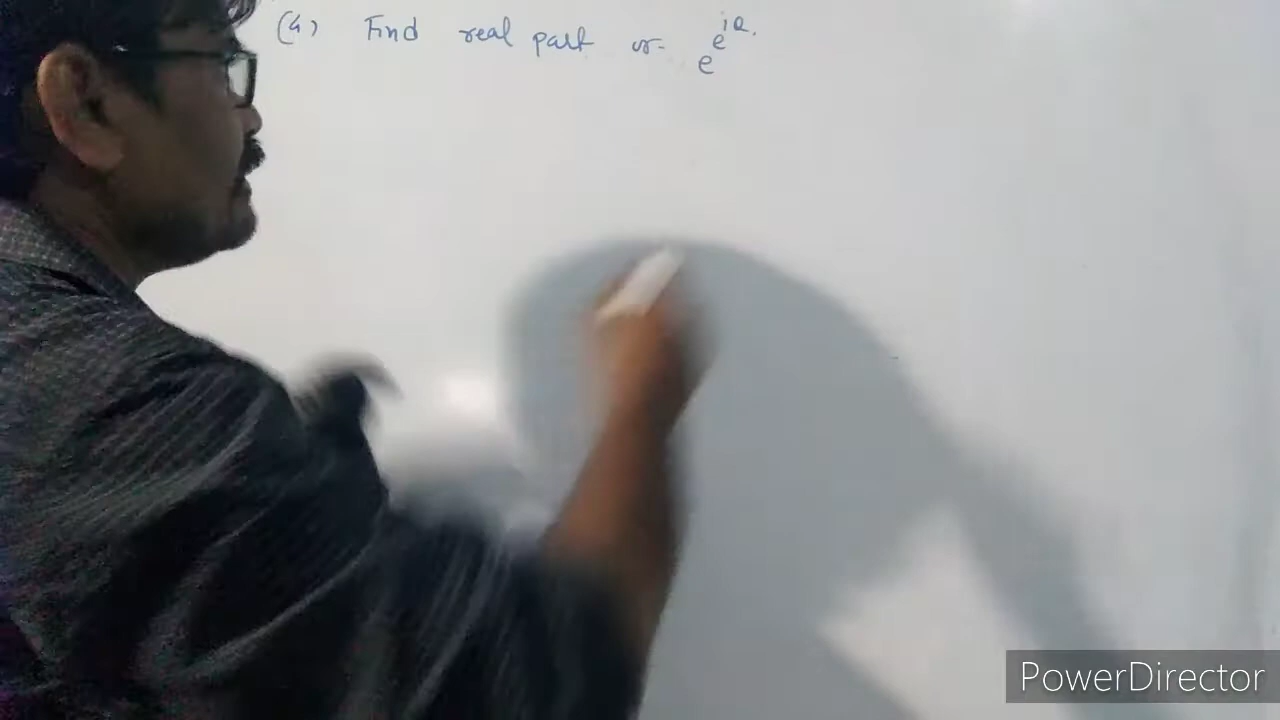 (4) Find real part of e^{e^{iθ}}.
PowerDirector